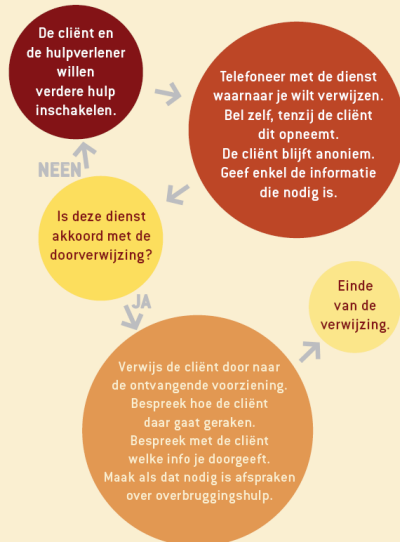 De cliënt en
de hulpverlener
willen
verdere hulp
inschakelen.
Telefoneer met de dienst
waarnaar je wilt verwijzen.
Bel zelf, tenzij de cliënt
dit opneemt.
De cliënt blijft anoniem.
Geef enkel de informatie
die nodig is.
NEEN
Is deze dienst
akkoord met de
doorverwijzing?
JA
Verwijs de cliënt door naar
de ontvangende voorziening.
Bespreek hoe de cliënt
daar gaat geraken.
Bespreek met de cliënt
welke info je doorgeeft.
Maak als dat nodig is afspraken
over overbruggingshulp.
Einde
van de
verwijzing.